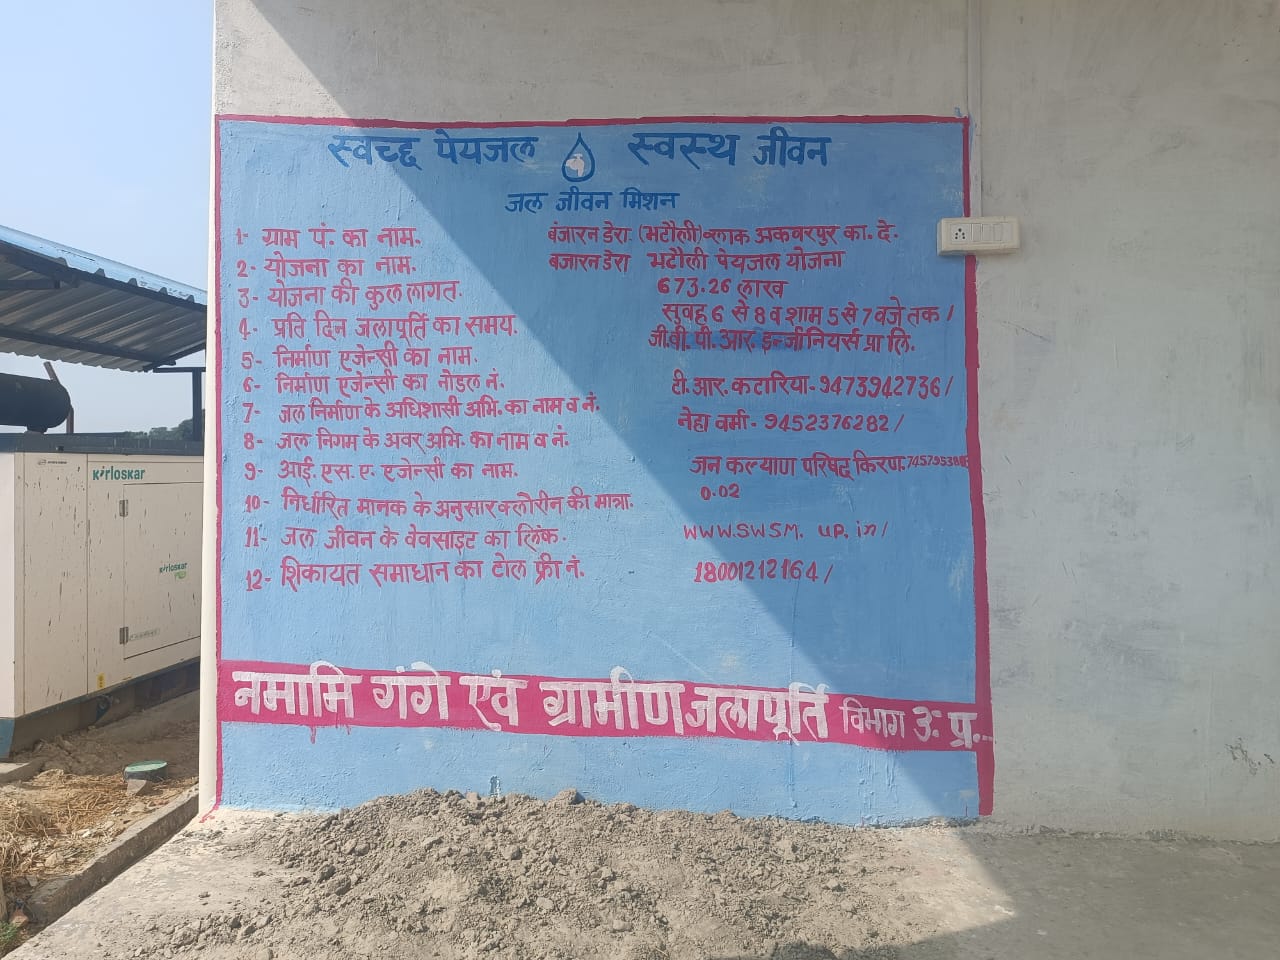 स्वच्छ पेयजल स्वस्थ जीवन
जल जीवन मिशन
1- ग्राम पं. का नाम. बंजारन डेरा. (भटौली) ब्लाक अकवरपुर का. दे.
2- योजना का नाम. बजारन डेरा भटौली पेयजल योजना
3- योजना की कुल लागत. 673.26 लाख
4- प्रति दिन जलापूर्ति का समय. सुवह 6 से 8 व शाम 5 से 7 वजे तक /
5- निर्माण एजेन्सी का नाम. जी.वी.पी.आर. इन्जीनियर्स प्रा लि.
6- निर्माण एजेन्सी का नोडल नं. टी. आर. कटारिया- 9473942736/
7- जल निर्माण के अधिशासी अभि. का नाम व नं. नेहा वर्मा- 9452376282/
8- जल निगम के अवर अभि. का नाम व नं.
9- आई. एस. ए. एजेन्सी का नाम. जन कल्याण परिषद्द किरण.
10- निर्धारित मानक के अनुसार क्लोरीन की मात्रा. 0.02
11- जल जीवन के वेवसाइट का लिंक. WWW.SWSM. UP. in/
12- शिकायत समाधान का टोल फ्री नं. 18001212164/
नमामि गंगे एवं ग्रामीण जलापूर्ति विभाग उ. प्र...
kirloskar
kirloskar